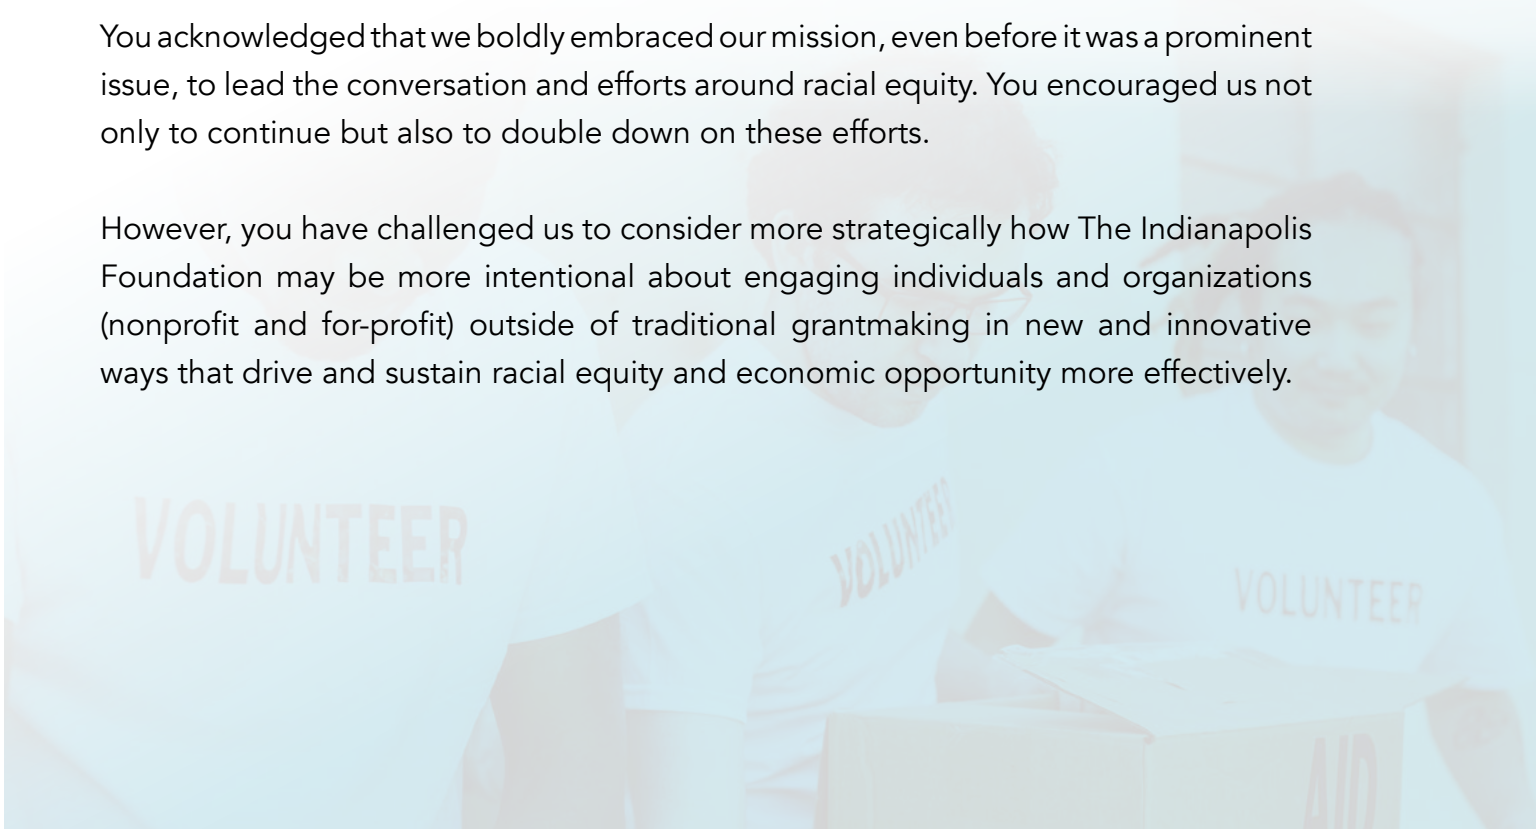 You acknowledged that we boldly embraced our mission, even before it was a prominent
issue, to lead the conversation and efforts around racial equity. You encouraged us not
only to continue but also to double down on these efforts.
However, you have challenged us to consider more strategically how The Indianapolis
Foundation may be more intentional about engaging individuals and organizations
(nonprofit and for-profit) outside of traditional grantmaking in new and innovative
ways that drive and sustain racial equity and economic opportunity more effectively.
VOLUNTEER
VOLUNTEER
VOLUNTEER
AID